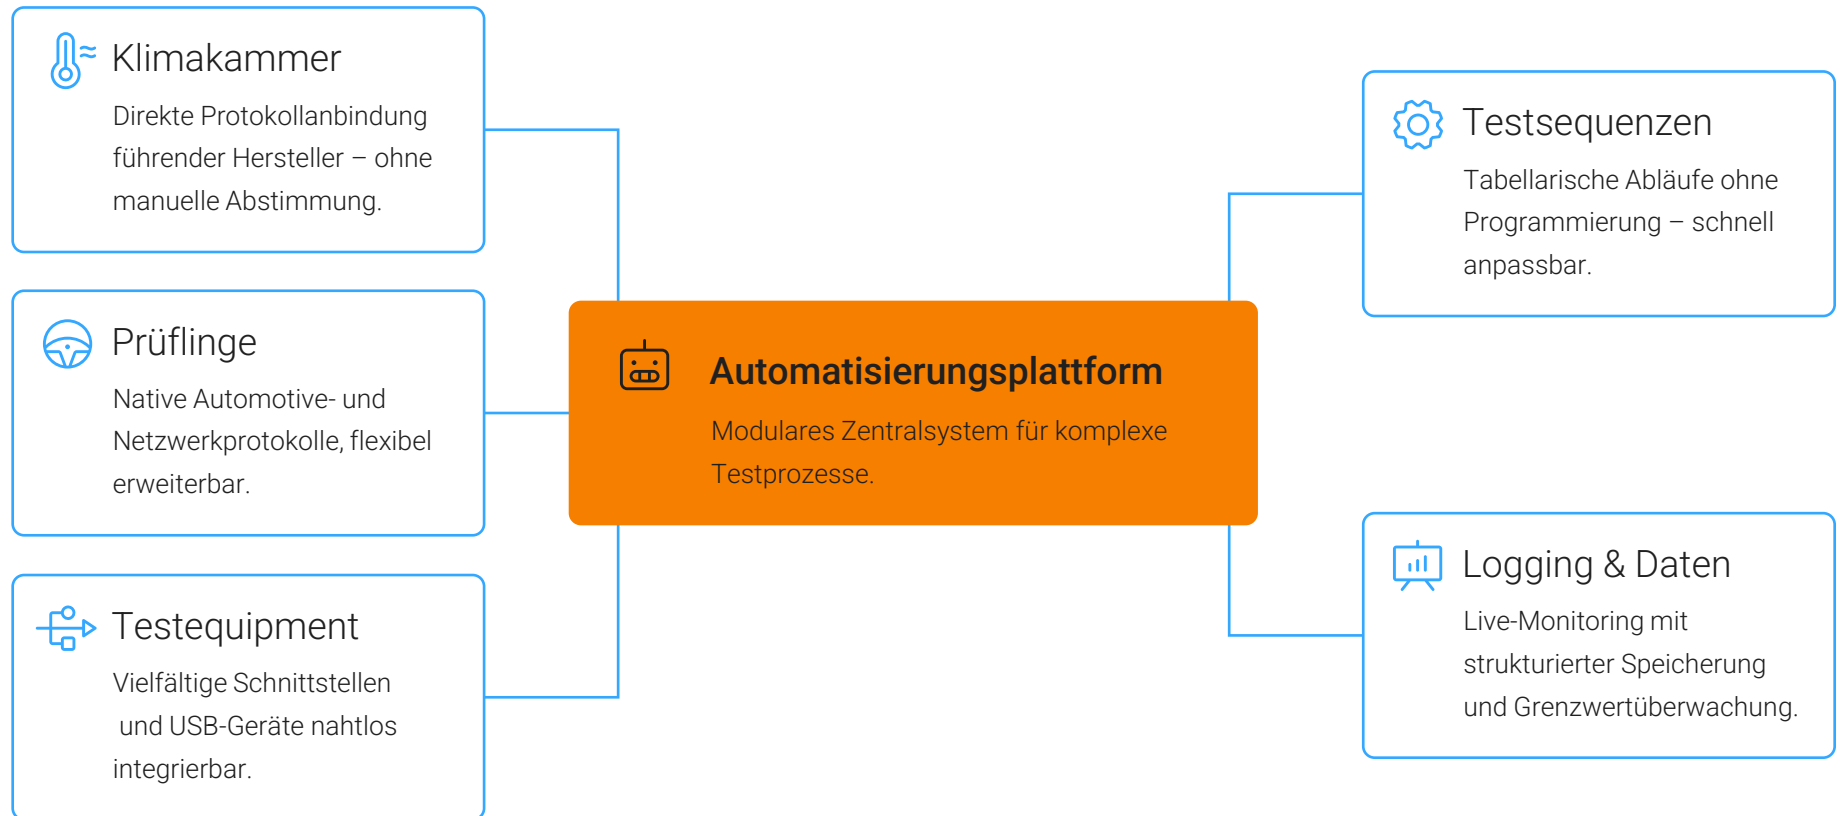 Klimakammer
Direkte Protokollanbindung
führender Hersteller – ohne
manuelle Abstimmung.
Prüflinge
Native Automotive- und
Netzwerkprotokolle, flexibel
erweiterbar.
Testequipment
Vielfältige Schnittstellen
und USB-Geräte nahtlos
integrierbar.
Automatisierungsplattform
Modulares Zentralsystem für komplexe
Testprozesse.
Testsequenzen
Tabellarische Abläufe ohne
Programmierung – schnell
anpassbar.
Logging & Daten
Live-Monitoring mit
strukturierter Speicherung
und Grenzwertüberwachung.